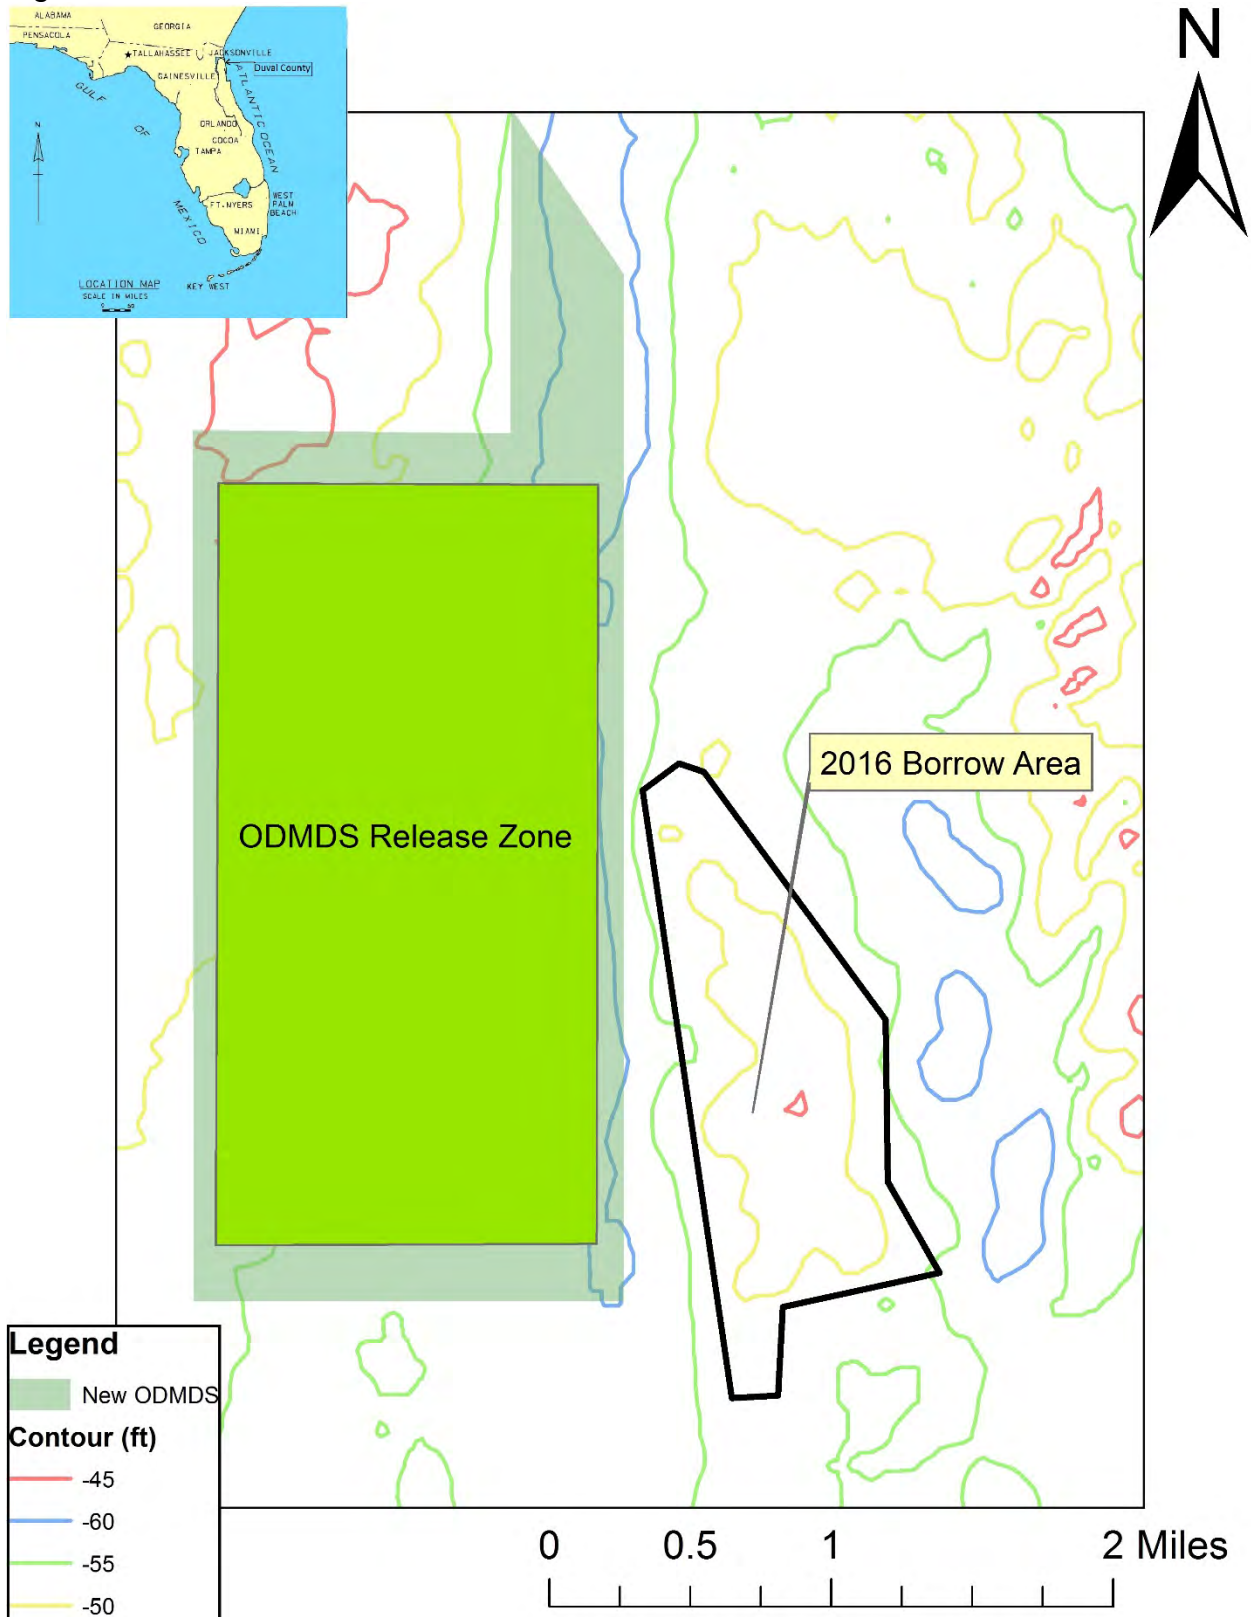 ALABAMA
GEORGIA
PENSACOLA
TALLAHASSEE
JACKSONVILLE
Duval County
GAINESVILLE
GULF
OF
MEXICO
ATLANTIC OCEAN
ORLANDO
COCOA
TAMPA
FT. MYERS
WEST
PALM
BEACH
MIAMI
KEY WEST
N
LOCATION MAP
SCALE IN MILES
N
2016 Borrow Area
ODMDS Release Zone
Legend
New ODMDS
Contour (ft)
-45
-60
-55
-50
0 0.5 1 2 Miles